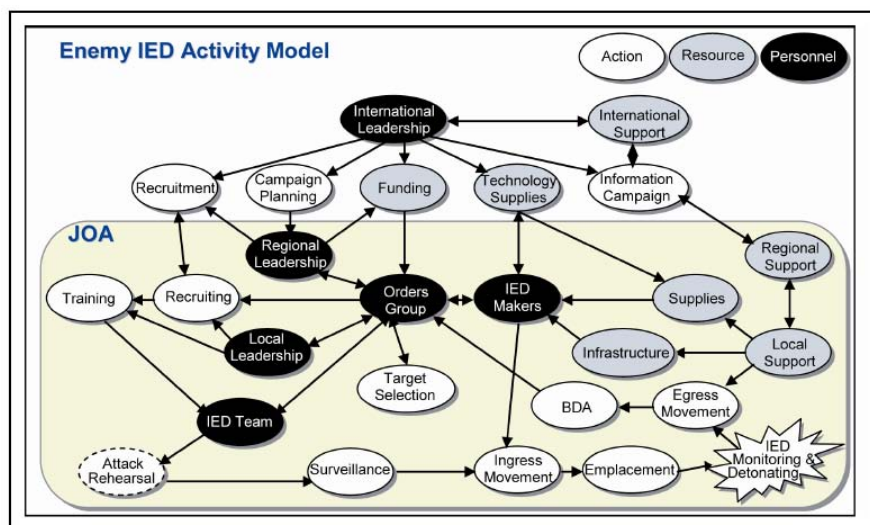 Enemy IED Activity Model
Action
Resource
Personnel
International
Leadership
International
Support
Recruitment
Campaign
Planning
Funding
Technology
Supplies
Information
Campaign
JOA
Regional
Leadership
Regional
Support
Training
Recruiting
Orders
Group
IED
Makers
Supplies
Local
Leadership
Infrastructure
Local
Support
Target
Selection
BDA
Egress
Movement
IED Team
Attack
Rehearsal
Surveillance
Ingress
Movement
Emplacement
IED
Monitoring &
Detonating